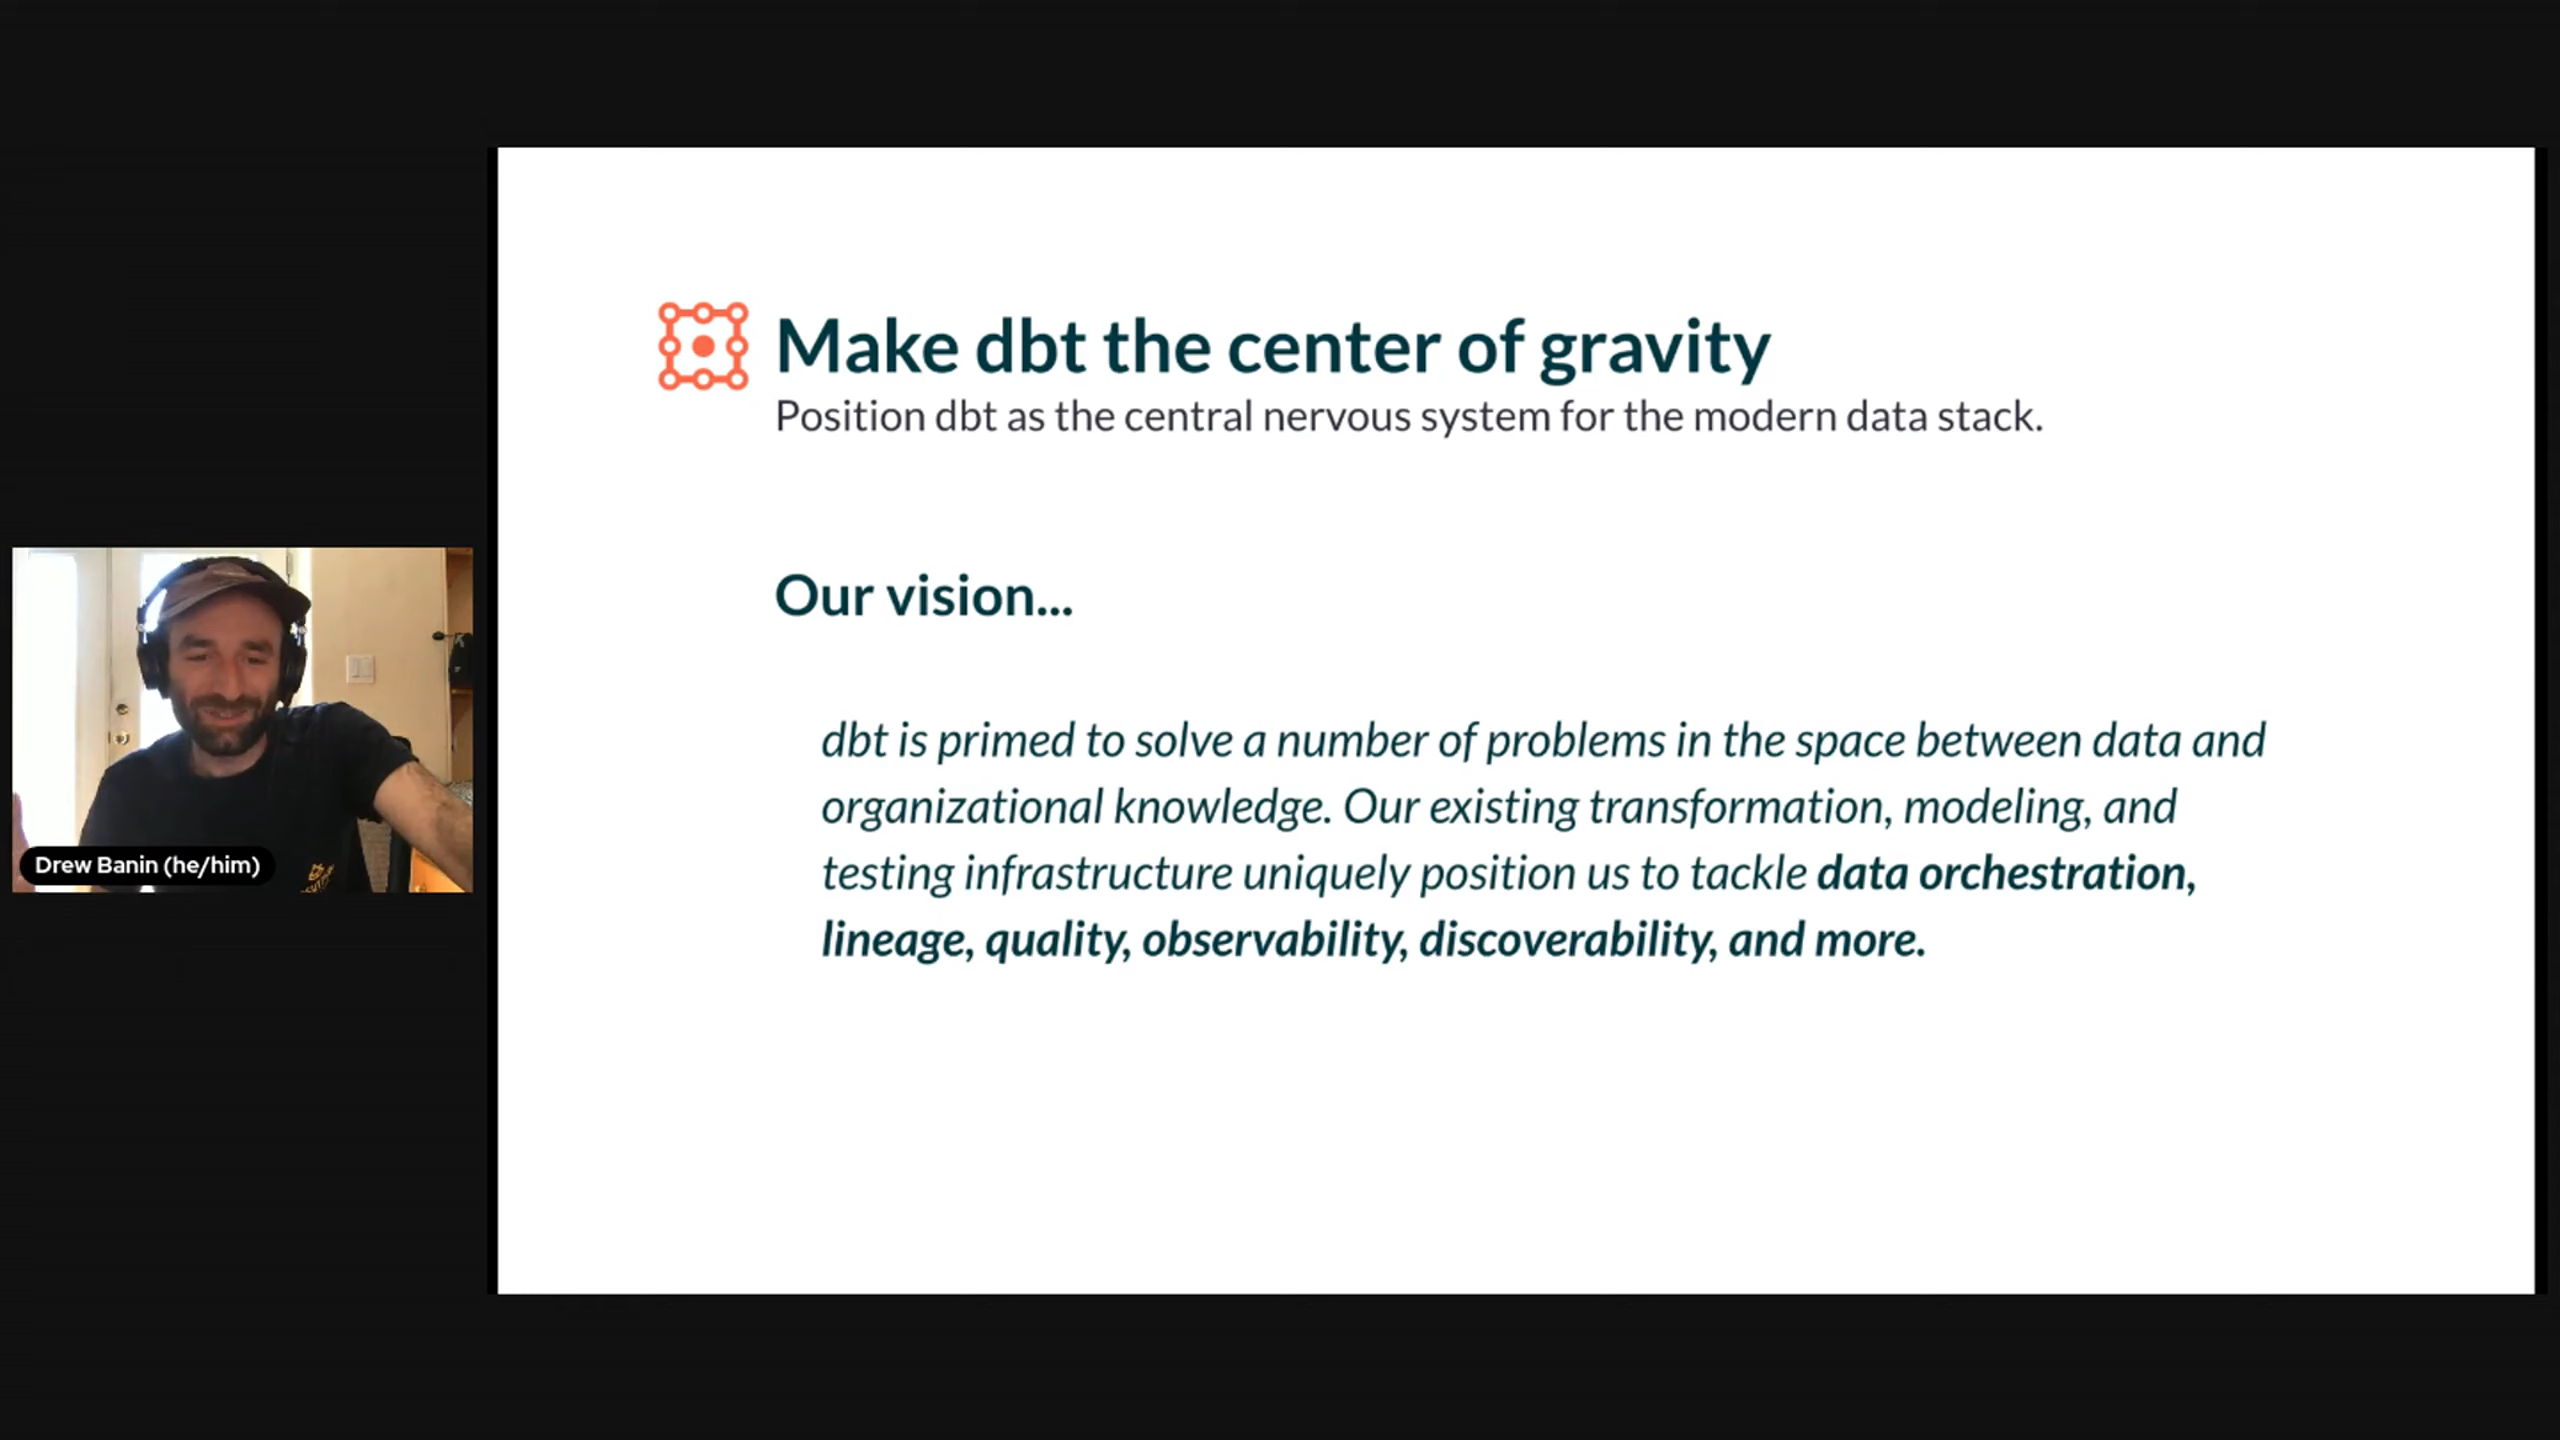 Make dbt the center of gravity
Position dbt as the central nervous system for the modern data stack.
Our vision...
dbt is primed to solve a number of problems in the space between data and
organizational knowledge. Our existing transformation, modeling, and
testing infrastructure uniquely position us to tackle data orchestration,
lineage, quality, observability, discoverability, and more.
Drew Banin (he/him)